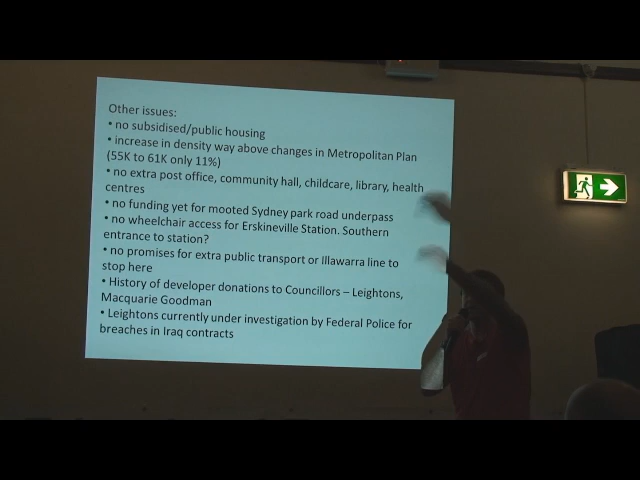 Other issues:
• no subsidised/public housing
• increase in density way above changes in Metropolitan Plan
(55K to 61K only 11%)
• no extra post office, community hall, childcare, library, health
centres
• no funding yet for mooted Sydney park road underpass
• no wheelchair access for Erskineville Station. Southern
entrance to station?
• no promises for extra public transport or Illawarra line to
stop here
• History of developer donations to Councillors – Leightons,
Macquarie Goodman
• Leightons currently under investigation by Federal Police for
breaches in Iraq contracts